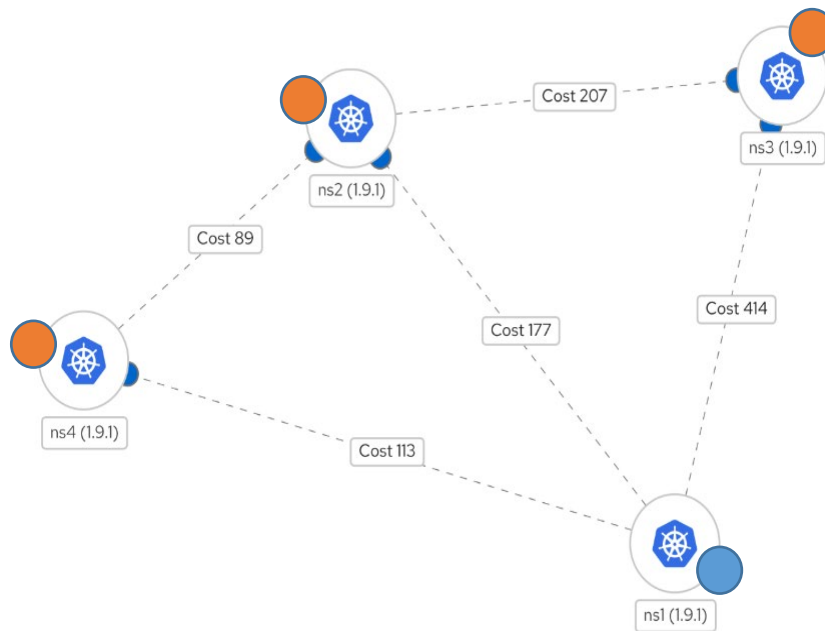 Cost 207
ns3 (1.9.1)
ns2 (1.9.1)
Cost 89
Cost 414
Cost 177
ns4 (1.9.1)
Cost 113
ns1 (1.9.1)